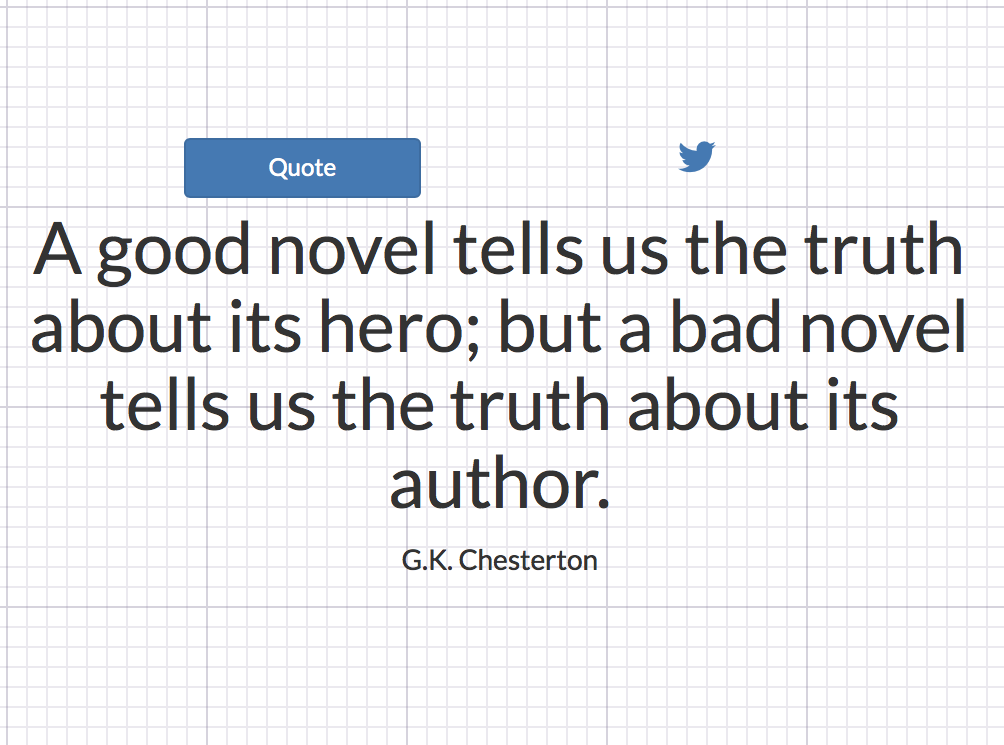 Quote
A good novel tells us the truth
about its hero; but a bad novel
tells us the truth about its
author.
G.K. Chesterton